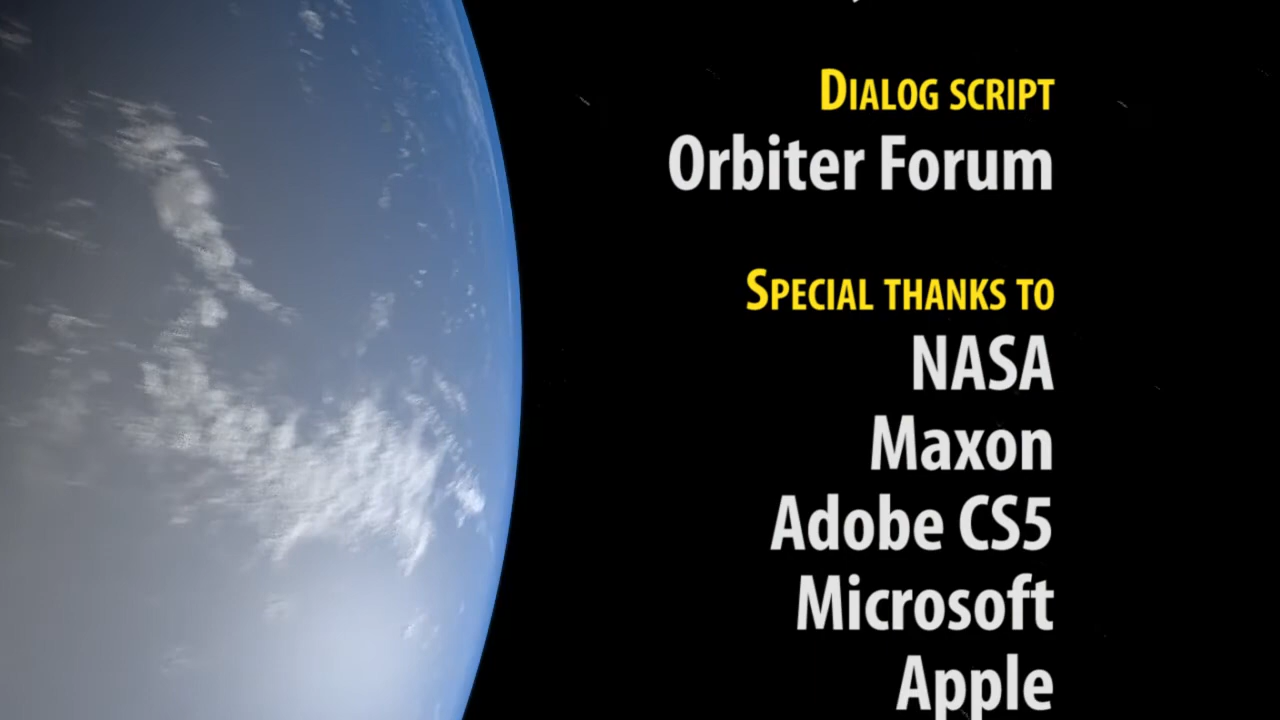 Dialog script
Orbiter Forum
Special thanks to
NASA
Maxon
Adobe CS5
Microsoft
Apple